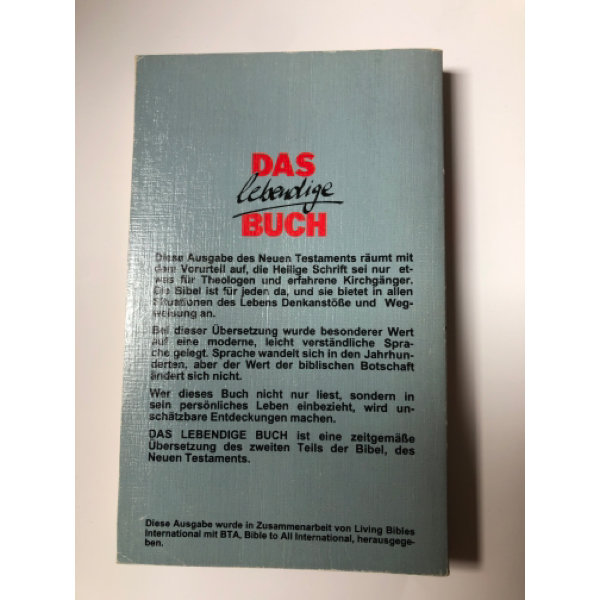 DAS
lebendige
BUCH
Diese Ausgabe des Neuen Testaments räumt mit
dem Vorurteil auf, die Heilige Schrift sei nur et-
was für Theologen und erfahrene Kirchgänger.
Die Bibel ist für jeden da, und sie bietet in allen
Situationen des Lebens Denkanstöße und Weg-
weisung an.
Bei dieser Übersetzung wurde besonderer Wert
auf eine moderne, leicht verständliche Spra-
che gelegt. Sprache wandelt sich in den Jahrhun-
derten, aber der Wert der biblischen Botschaft
ändert sich nicht.
Wer dieses Buch nicht nur liest, sondern in
sein persönliches Leben einbezieht, wird un-
schätzbare Entdeckungen machen.
DAS LEBENDIGE BUCH ist eine zeitgemäße
Übersetzung des zweiten Teils der Bibel, des
Neuen Testaments.
Diese Ausgabe wurde in Zusammenarbeit von Living Bibles
International mit BTA, Bible to All International, herausgege-
ben.